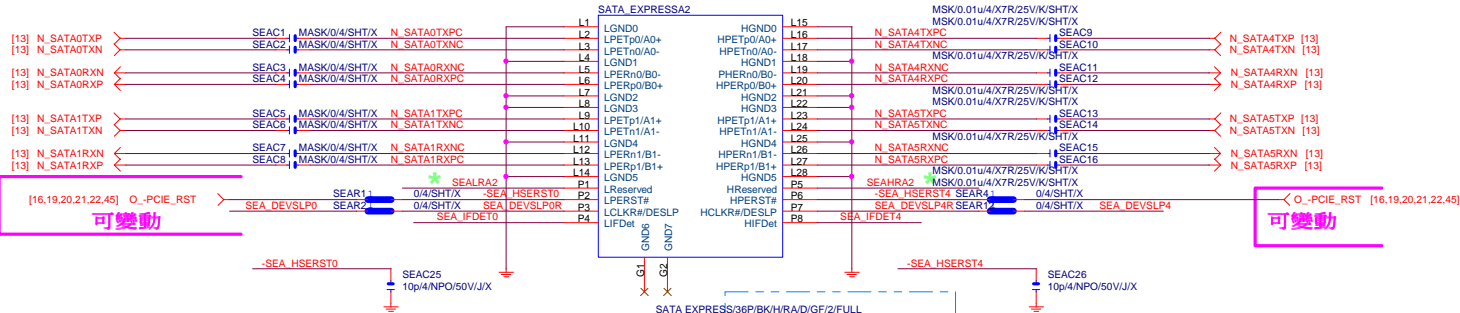 SATA_EXPRESSA2
MSK/0.01u/4/X7R/25V/K/SHT/X
MSK/0.01u/4/X7R/25V/K/SHT/X
[13] N_SATA0TXP SEAC1 MASK/0/4/SHT/X N_SATA0TXPC
[13] N_SATA0TXN SEAC2 MASK/0/4/SHT/X N_SATA0TXNC
[13] N_SATA0RXN SEAC3 MASK/0/4/SHT/X N_SATA0RXNC
[13] N_SATA0RXP SEAC4 MASK/0/4/SHT/X N_SATA0RXPC
[13] N_SATA1TXP SEAC5 MASK/0/4/SHT/X N_SATA1TXPC
[13] N_SATA1TXN SEAC6 MASK/0/4/SHT/X N_SATA1TXNC
[13] N_SATA1RXN SEAC7 MASK/0/4/SHT/X N_SATA1RXNC
[13] N_SATA1RXP SEAC8 MASK/0/4/SHT/X N_SATA1RXPC
*
SEALRA2
[16,19,20,21,22,45] O_-PCIE_RST SEAR1 1 0/4/SHT/X -SEA_HSERST0
SEA_DEVSLP0 SEAR2 1 0/4/SHT/X SEA_DEVSLP0R
SEA_IFDET0
可變動
L1 LGND0
L2 LPETp0/A0+
L3 LPETn0/A0-
L4 LGND1
L5 LPERn0/B0-
L6 LPERp0/B0+
L7 LGND2
L8 LGND3
L9 LPETp1/A1+
L10 LPETn1/A1-
L11 LGND4
L12 LPERn1/B1-
L13 LPERp1/B1+
L14 LGND5
P1 LReserved
P2 LPERST#
P3 LCLKR#/DESLP
P4 LIFDet
GND6 G1
GND7 G2
HGND0 L15
HPETp0/A0+ L16
HPETn0/A0- L17
HGND1 L18
PHERn0/B0- L19
HPERp0/B0+ L20
HGND2 L21
HGND3 L22
HPETp1/A1+ L23
HPETn1/A1- L24
HGND4 L25
HPERn1/B1- L26
HPERp1/B1+ L27
HGND5 L28
HReserved P5
HPERST# P6
HCLKR#/DESLP P7
HIFDet P8
N_SATA4TXPC SEAC9 N_SATA4TXP [13]
N_SATA4TXNC SEAC10 N_SATA4TXN [13]
MSK/0.01u/4/X7R/25V/K/SHT/X
MSK/0.01u/4/X7R/25V/K/SHT/X
N_SATA4RXNC SEAC11 N_SATA4RXN [13]
N_SATA4RXPC SEAC12 N_SATA4RXP [13]
MSK/0.01u/4/X7R/25V/K/SHT/X
MSK/0.01u/4/X7R/25V/K/SHT/X
N_SATA5TXPC SEAC13 N_SATA5TXP [13]
N_SATA5TXNC SEAC14 N_SATA5TXN [13]
MSK/0.01u/4/X7R/25V/K/SHT/X
N_SATA5RXNC SEAC15 N_SATA5RXN [13]
N_SATA5RXPC SEAC16 N_SATA5RXP [13]
MSK/0.01u/4/X7R/25V/K/SHT/X
*
SEAHRA2 MSK/0.01u/4/X7R/25V/K/SHT/X
-SEA_HSERST4 SEAR4 1 0/4/SHT/X O_-PCIE_RST [16,19,20,21,22,45]
SEA_DEVSLP4R SEAR12 0/4/SHT/X SEA_DEVSLP4
SEA_IFDET4
可變動
-SEA_HSERST0
SEAC25
10p/4/NPO/50V/J/X
-SEA_HSERST4
SEAC26
10p/4/NPO/50V/J/X
SATA EXPRESS/36P/BK/H/RA/D/GF/2/FULL